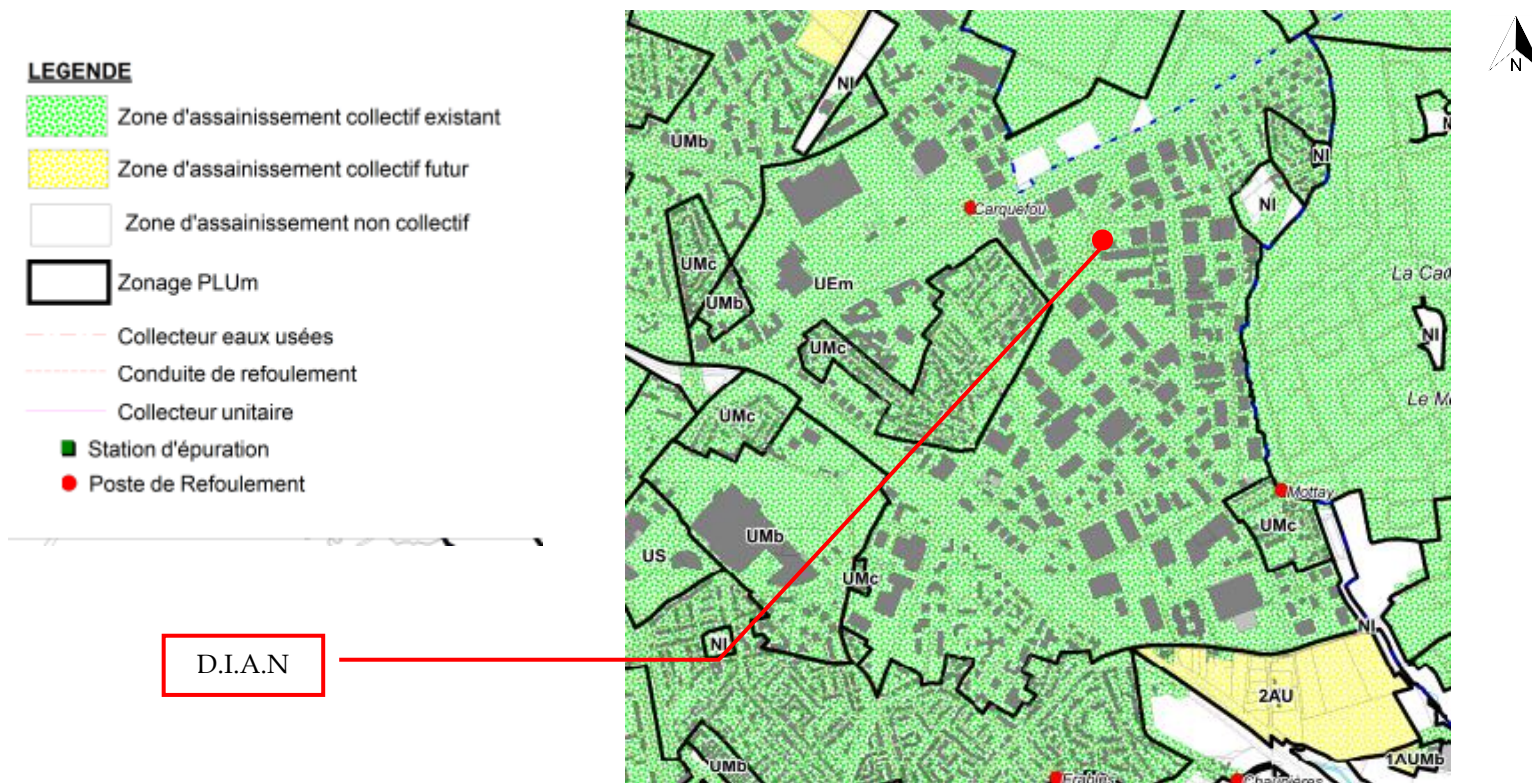 LEGENDE
Zone d'assainissement collectif existant
Zone d'assainissement collectif futur
Zone d'assainissement non collectif
Zonage PLUm
Collecteur eaux usées
Conduite de refoulement
Collecteur unitaire
Station d'épuration
Poste de Refoulement
D.I.A.N
N
NI
UMb
N
NI
Carquefou
NI
UMc
UMb
UEm
La Cad
UMc
NI
UMc
Le M
Mottay
UMc
UMb
US
UMc
NI
NI
2AU
UMb
1AUMb
Erables